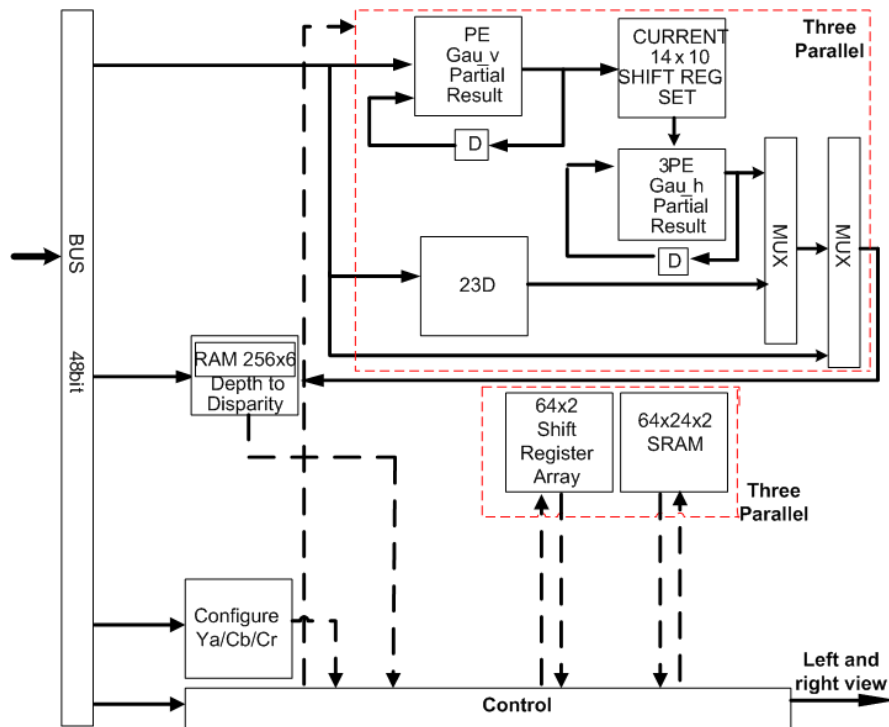 Three
Parallel
PE
Gau_v
Partial
Result
CURRENT
14 x 10
SHIFT REG
SET
D
3PE
Gau_h
Partial
Result
D
MUX
MUX
23D
BUS
48bit
RAM 256x6
Depth to
Disparity
64x2
Shift
Register
Array
64x24x2
SRAM
Three
Parallel
Configure
Ya/Cb/Cr
Control
Left and
right view